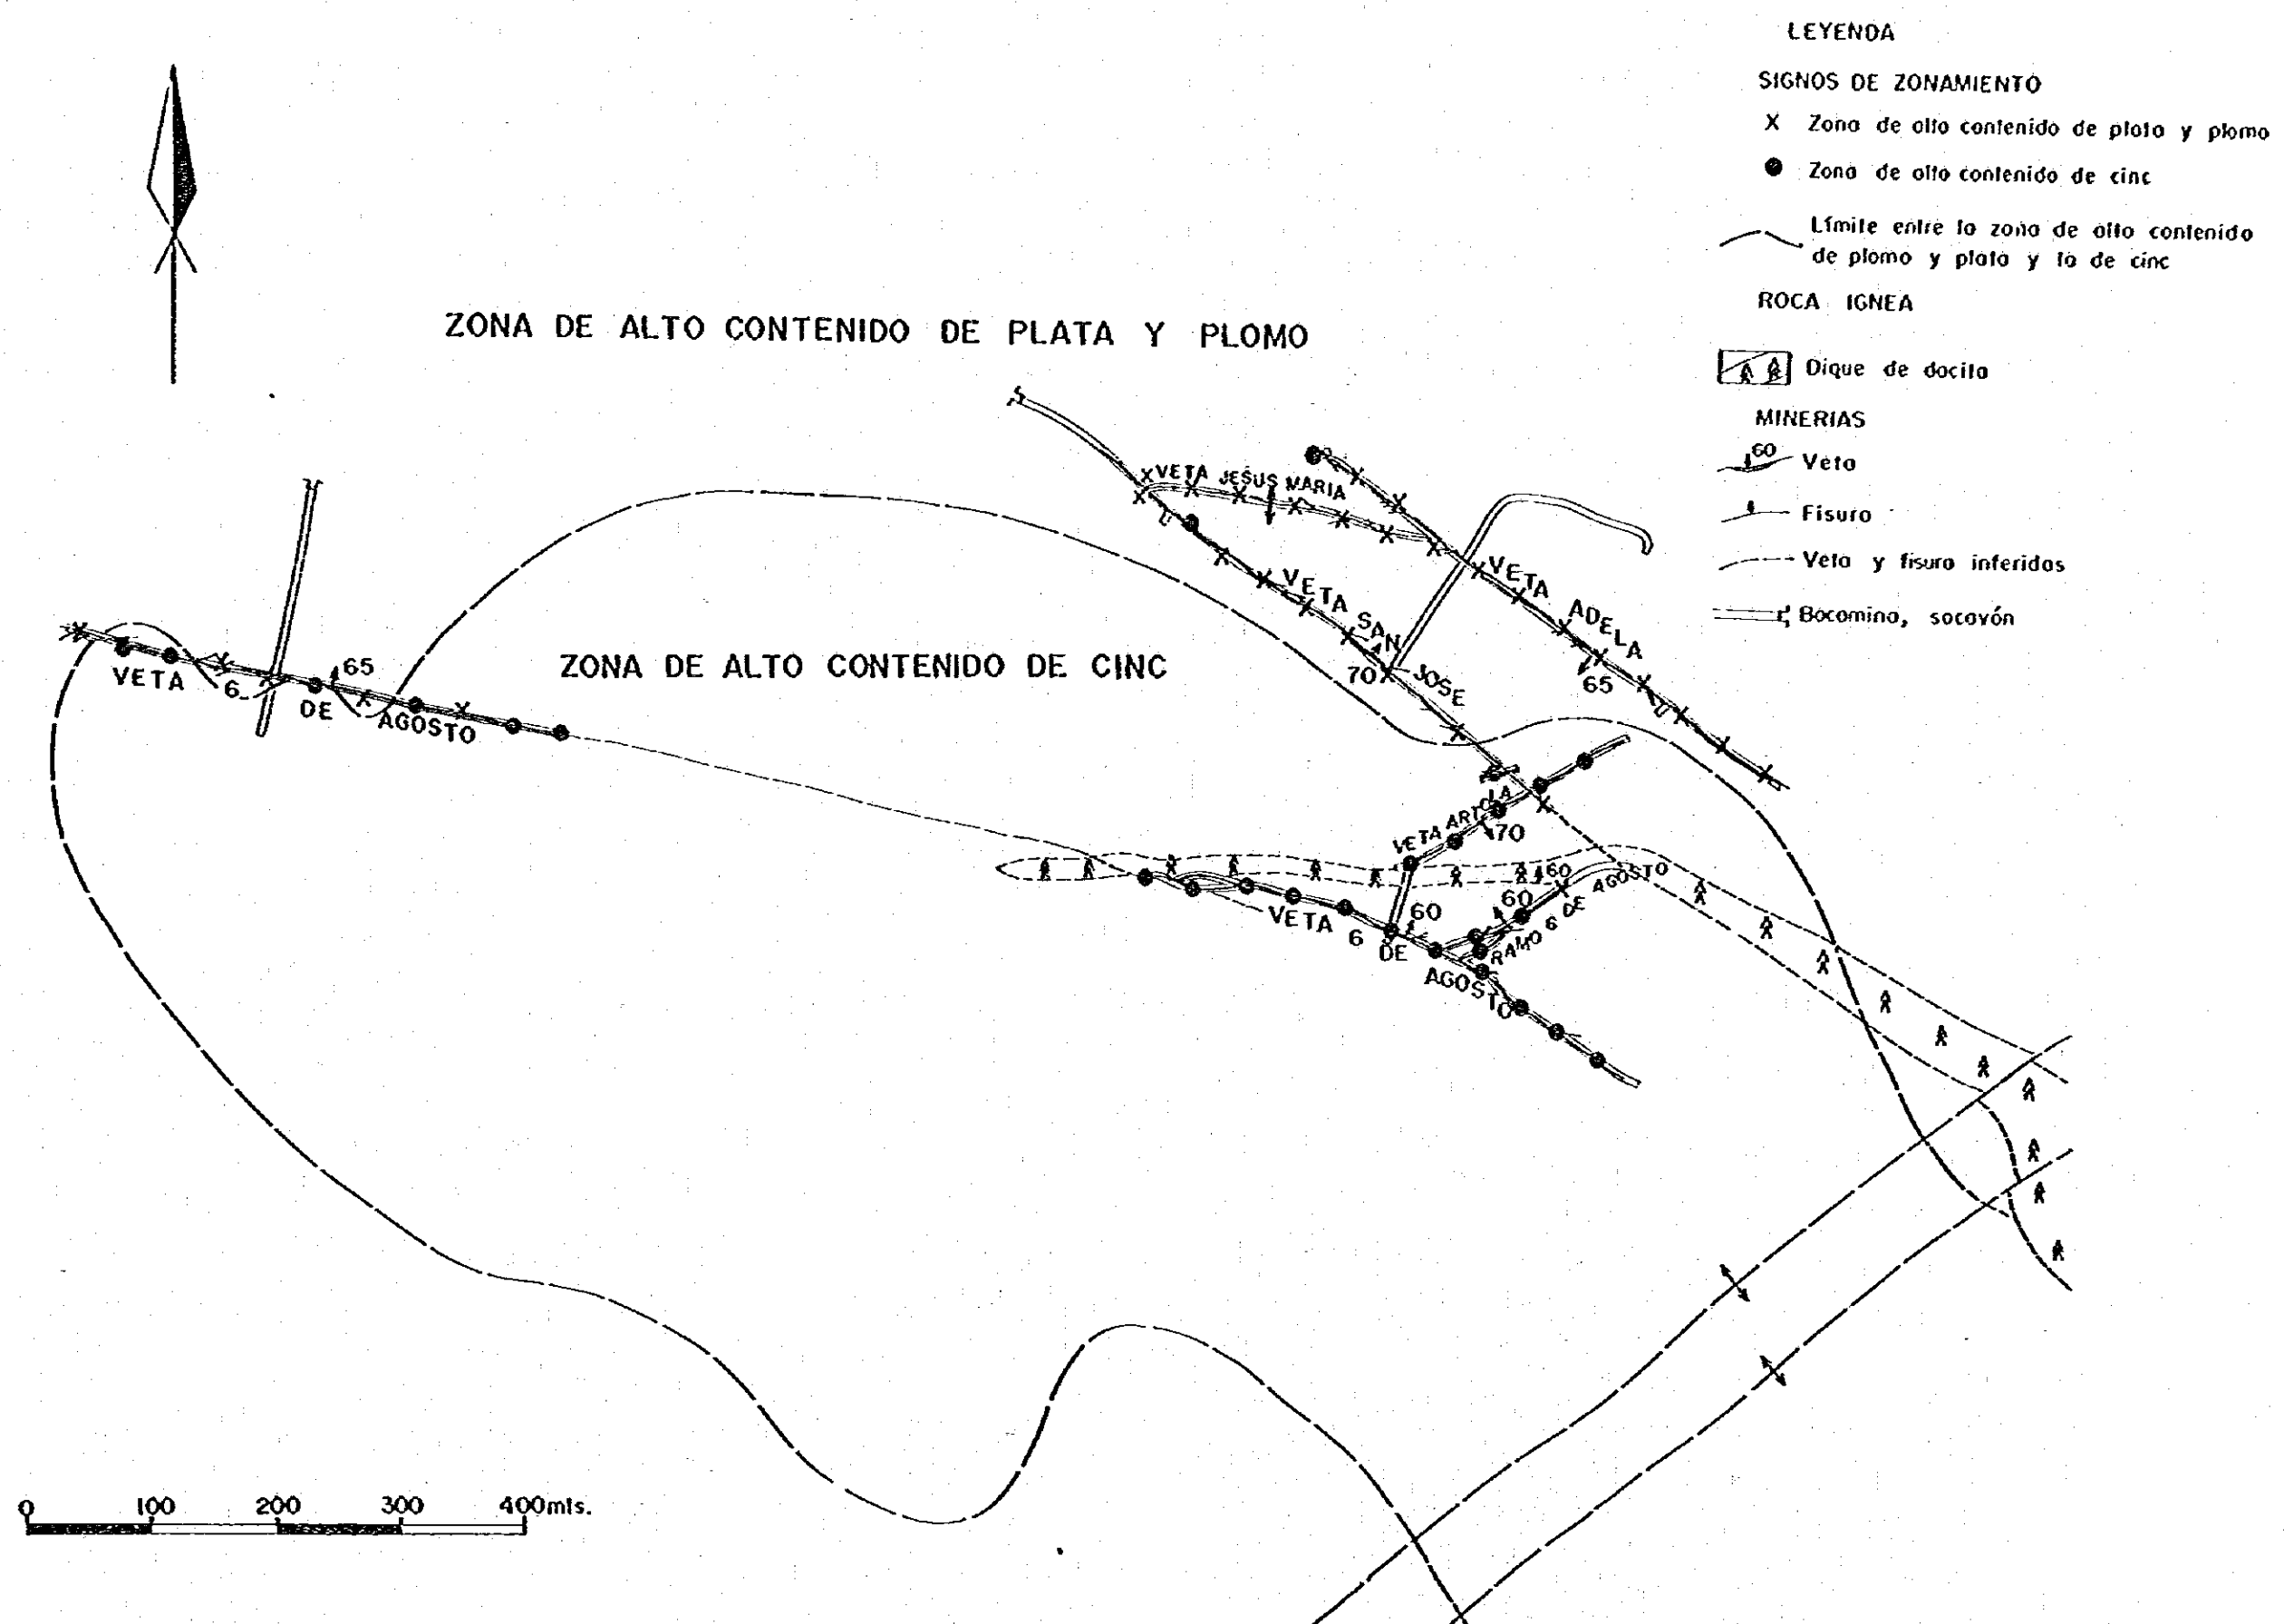 LEYENDA
SIGNOS DE ZONAMIENTO
X Zona de alto contenido de plata y plomo
Zona de alto contenido de cinc
Límite entre la zona de alto contenido
de plomo y plata y la de cinc
ROCA IGNEA
Dique de dacita
MINERIAS
60
Veta
Fisura
Veta y fisura inferidas
Bocamina, socavón
ZONA DE ALTO CONTENIDO DE PLATA Y PLOMO
VETA JESUS MARIA
VETA ADELA
65
VETA SAN JOSE
70
ZONA DE ALTO CONTENIDO DE CINC
VETA 6 DE AGOSTO
65
VETA ARTOLA
70
60
RAMO 6 DE AGOSTO
60
VETA 6 DE AGOSTO
60
0 100 200 300 400mts.